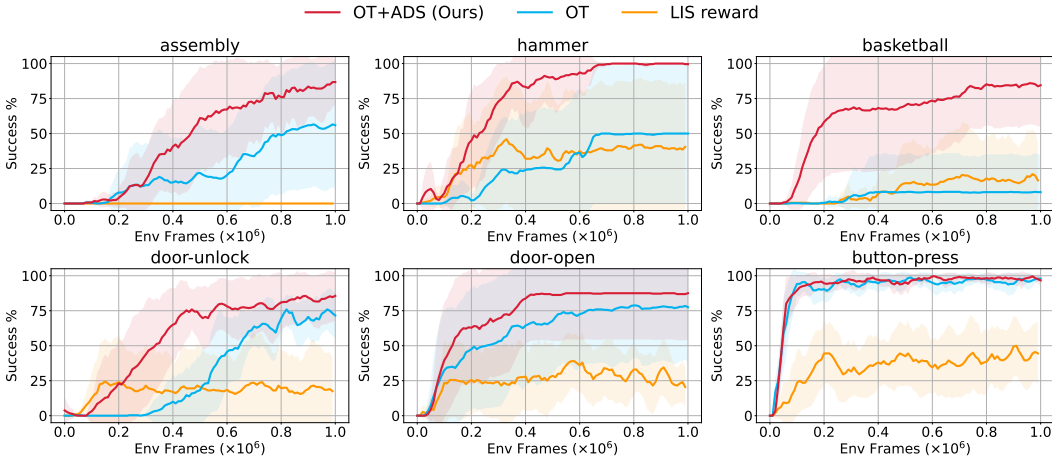 OT+ADS (Ours) OT LIS reward
assembly
100
75
50
25
0
Success %
0.0 0.2 0.4 0.6 0.8 1.0
Env Frames (×10⁶)
hammer
100
75
50
25
0
Success %
0.0 0.2 0.4 0.6 0.8 1.0
Env Frames (×10⁶)
basketball
100
75
50
25
0
Success %
0.0 0.2 0.4 0.6 0.8 1.0
Env Frames (×10⁶)
door-unlock
100
75
50
25
0
Success %
0.0 0.2 0.4 0.6 0.8 1.0
Env Frames (×10⁶)
door-open
100
75
50
25
0
Success %
0.0 0.2 0.4 0.6 0.8 1.0
Env Frames (×10⁶)
button-press
100
75
50
25
0
Success %
0.0 0.2 0.4 0.6 0.8 1.0
Env Frames (×10⁶)